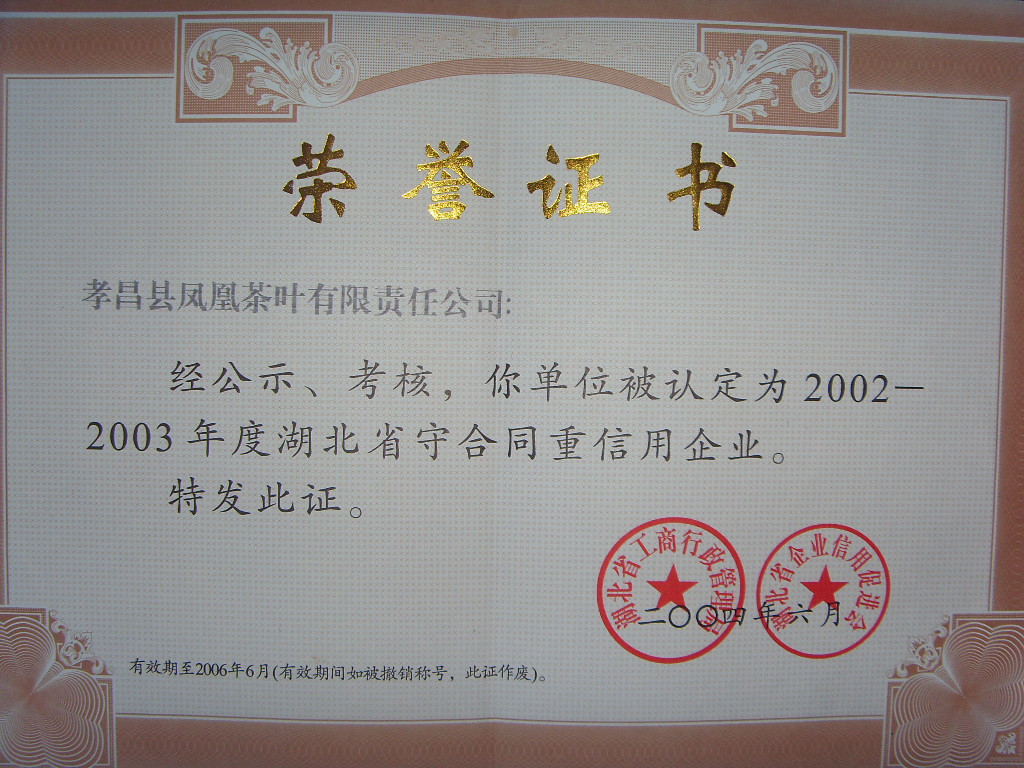 荣誉证书
孝昌县凤凰茶叶有限责任公司:
经公示、考核，你单位被认定为2002－
2003年度湖北省守合同重信用企业。
特发此证。
湖北省工商行政管理局
湖北省企业信用促进会
二〇〇四年六月
有效期至2006年6月(有效期间如被撤销称号，此证作废)。